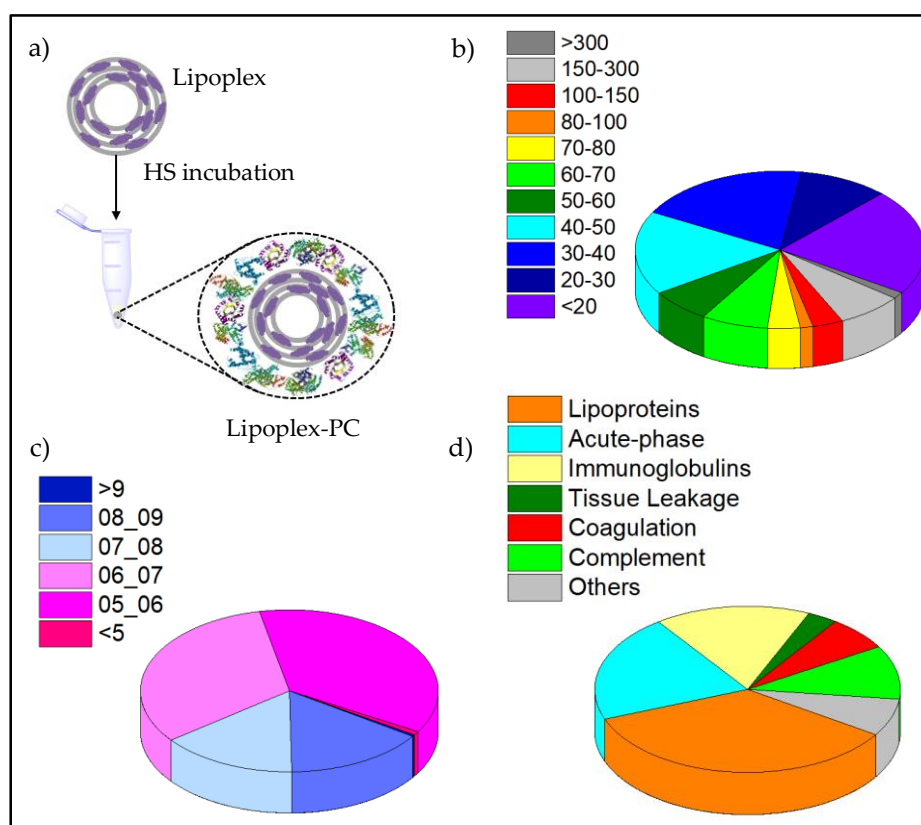 a)
Lipoplex
HS incubation
Lipoplex-PC
b)
>300
150-300
100-150
80-100
70-80
60-70
50-60
40-50
30-40
20-30
<20
c)
>9
08_09
07_08
06_07
05_06
<5
d)
Lipoproteins
Acute-phase
Immunoglobulins
Tissue Leakage
Coagulation
Complement
Others